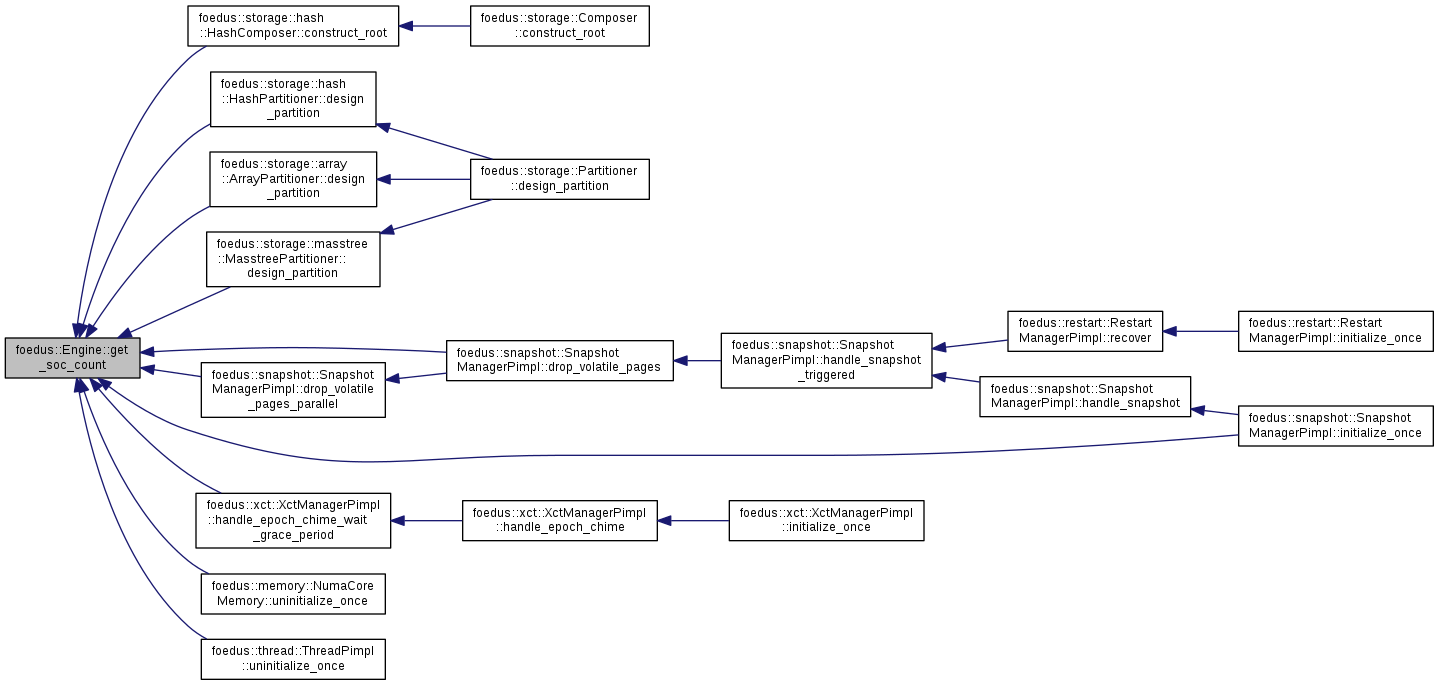 foedus::storage::hash
::HashComposer::construct_root
foedus::storage::Composer
::construct_root
foedus::storage::hash
::HashPartitioner::design
_partition
foedus::storage::array
::ArrayPartitioner::design
_partition
foedus::storage::Partitioner
::design_partition
foedus::storage::masstree
::MasstreePartitioner::
design_partition
foedus::Engine::get
_soc_count
foedus::snapshot::Snapshot
ManagerPimpl::drop_volatile_pages
foedus::snapshot::Snapshot
ManagerPimpl::drop_volatile
_pages_parallel
foedus::snapshot::Snapshot
ManagerPimpl::handle_snapshot
_triggered
foedus::restart::Restart
ManagerPimpl::recover
foedus::restart::Restart
ManagerPimpl::initialize_once
foedus::snapshot::Snapshot
ManagerPimpl::handle_snapshot
foedus::snapshot::Snapshot
ManagerPimpl::initialize_once
foedus::xct::XctManagerPimpl
::handle_epoch_chime_wait
_grace_period
foedus::xct::XctManagerPimpl
::handle_epoch_chime
foedus::xct::XctManagerPimpl
::initialize_once
foedus::memory::NumaCore
Memory::uninitialize_once
foedus::thread::ThreadPimpl
::uninitialize_once